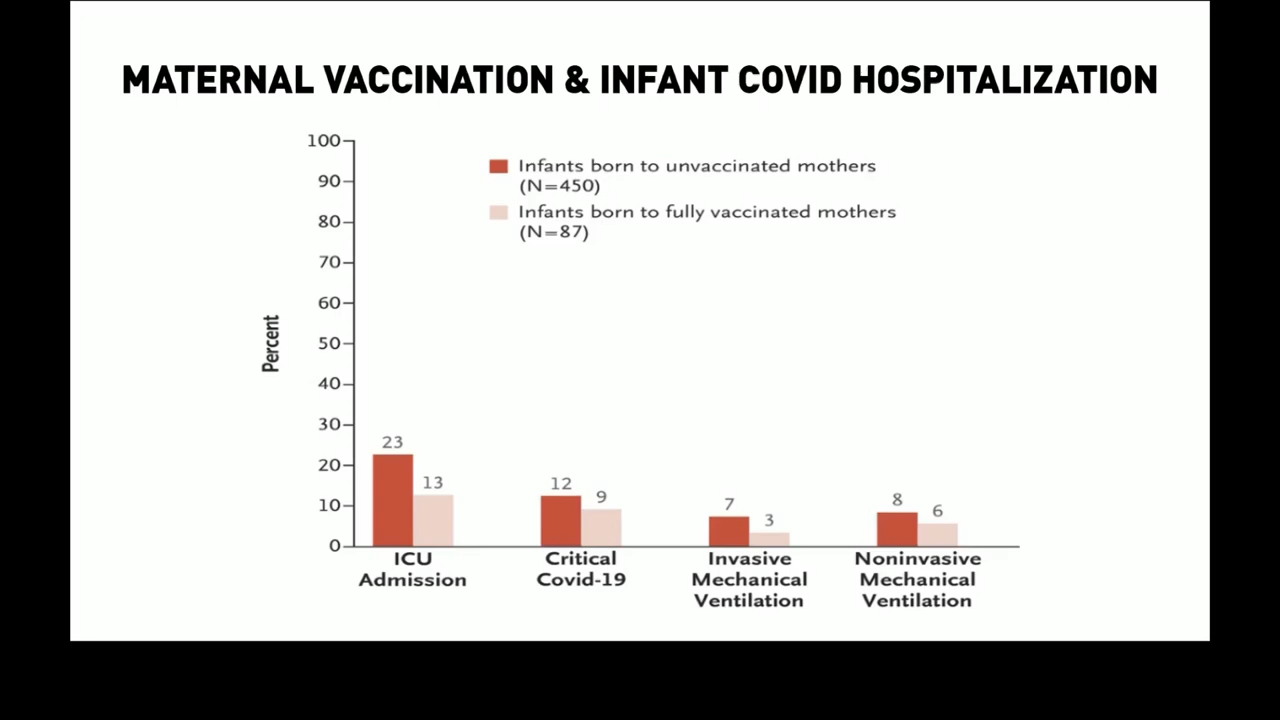 MATERNAL VACCINATION & INFANT COVID HOSPITALIZATION
100
90
80
70
60
50
40
30
20
10
0
Percent
Infants born to unvaccinated mothers
(N=450)
Infants born to fully vaccinated mothers
(N=87)
23
13
12
9
7
3
8
6
ICU
Admission
Critical
Covid-19
Invasive
Mechanical
Ventilation
Noninvasive
Mechanical
Ventilation